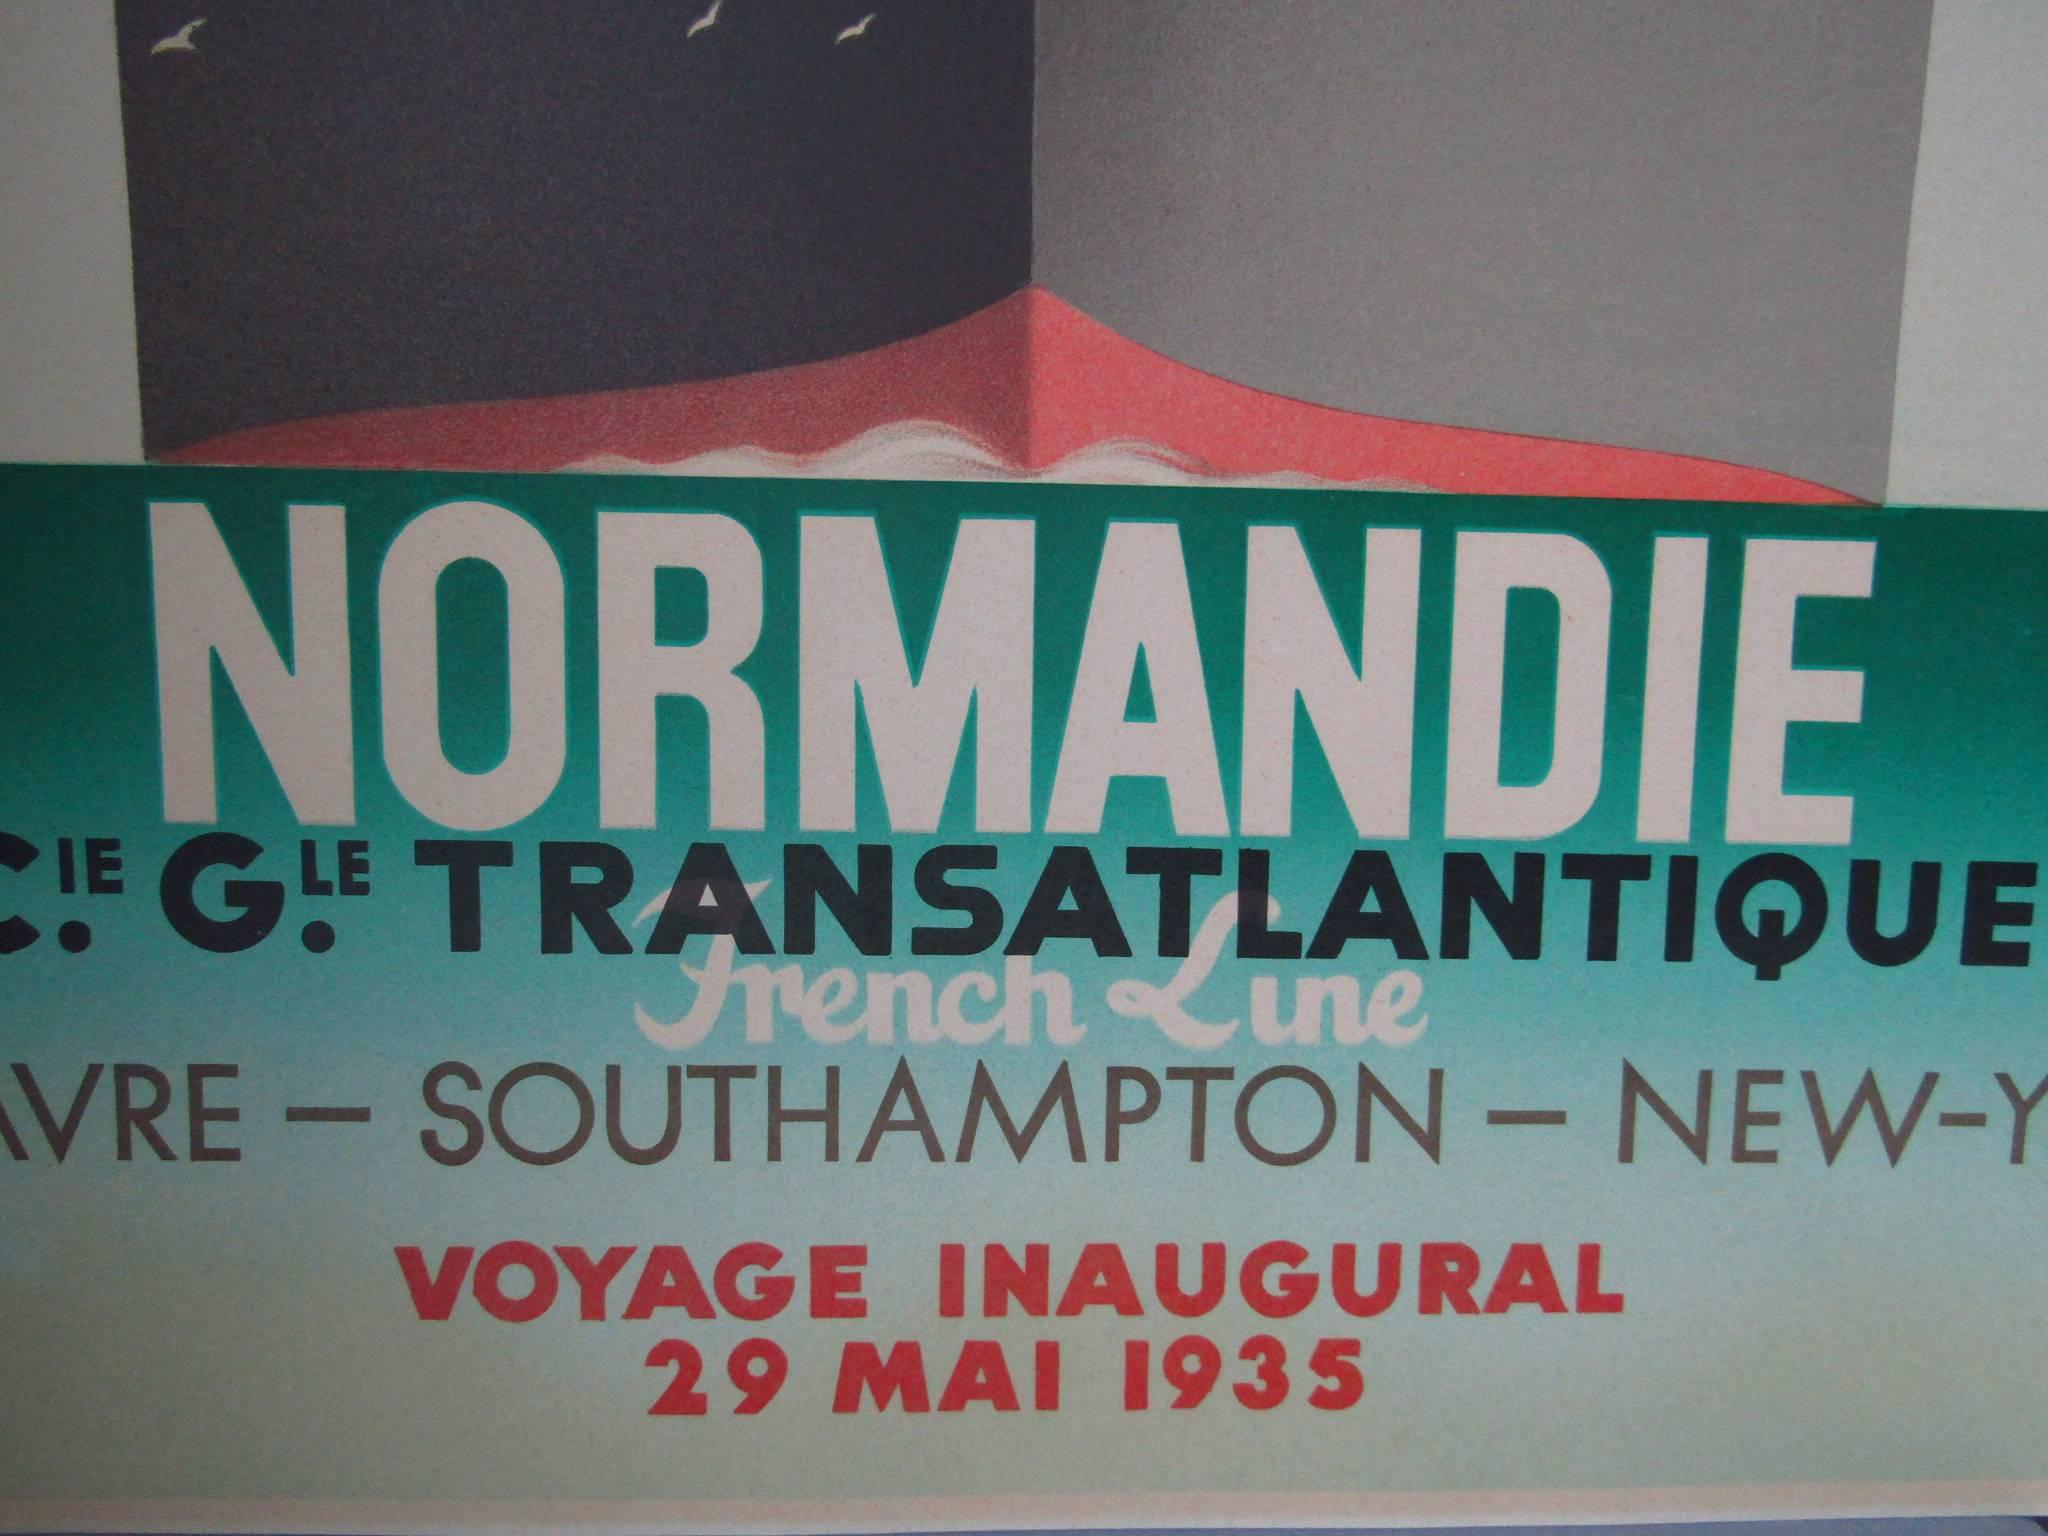 NORMANDIE
CIE. GLE. TRANSATLANTIQUE
French Line
AVRE — SOUTHAMPTON — NEW-Y
VOYAGE INAUGURAL
29 MAI 1935